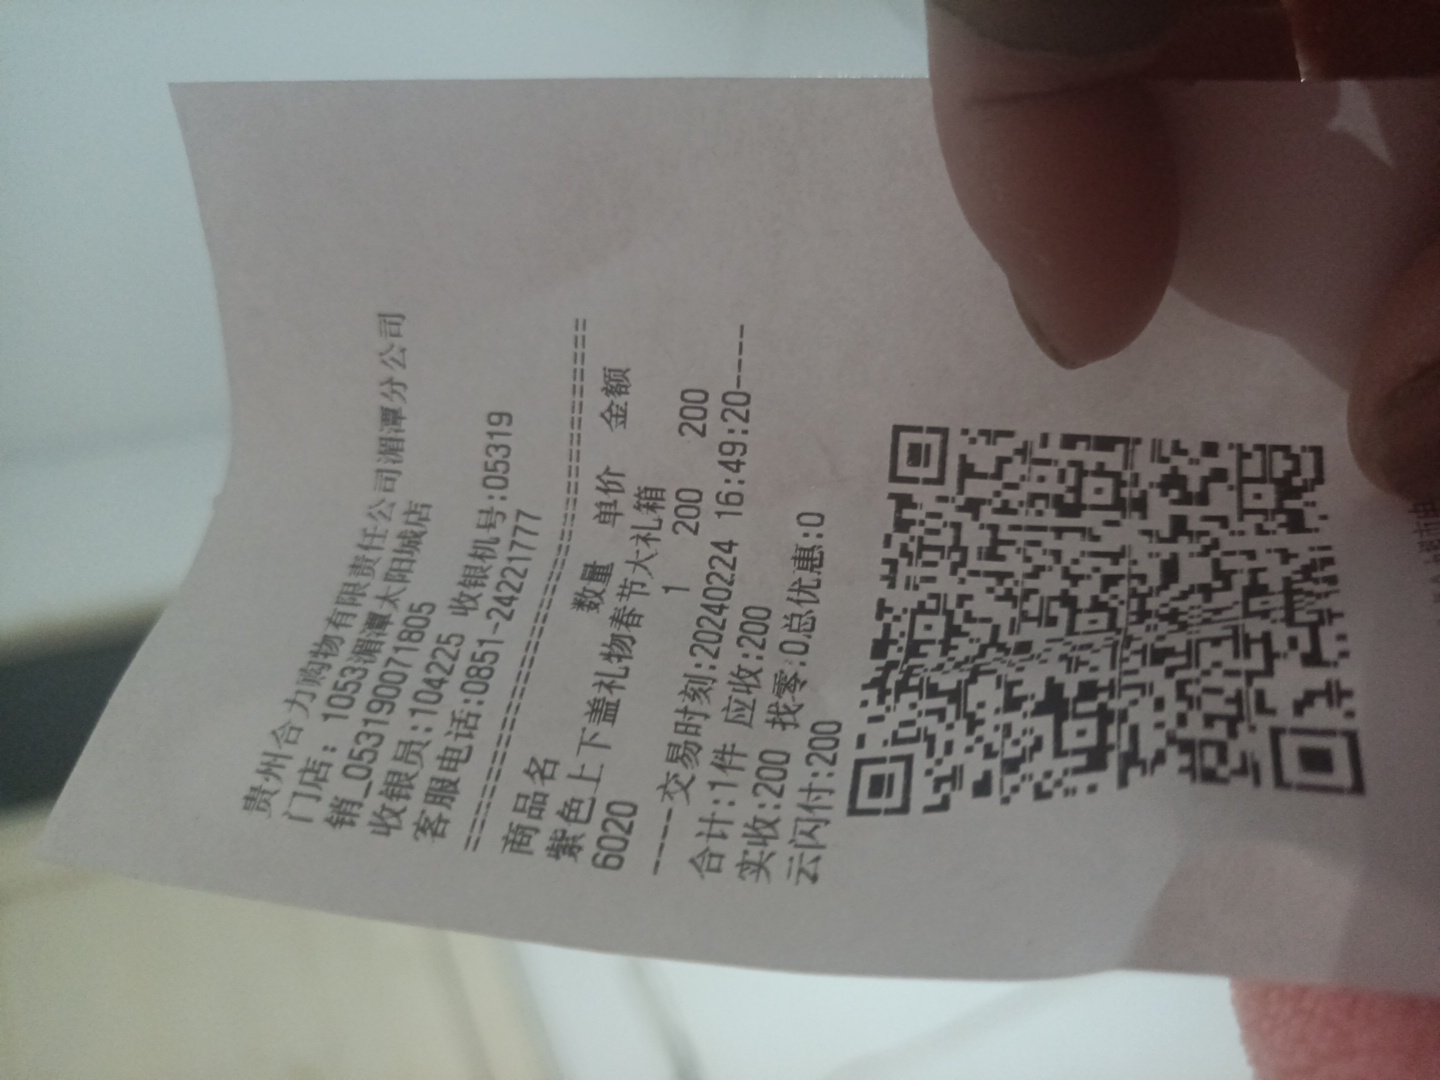 贵州合力购物有限责任公司湄潭分公司
门店：1053湄潭太阳城店
销_0531900718​05
收银员:104225 收银机号:05319
客服电话:0851-24221777
==========================================
商品名 数量 单价 金额
紫色上下盖礼物春节大礼箱
6020 1 200 200
----交易时刻:20240224 16:49:20----
合计:1件 应收:200
实收:200 找零:0总优惠:0
云闪付:200